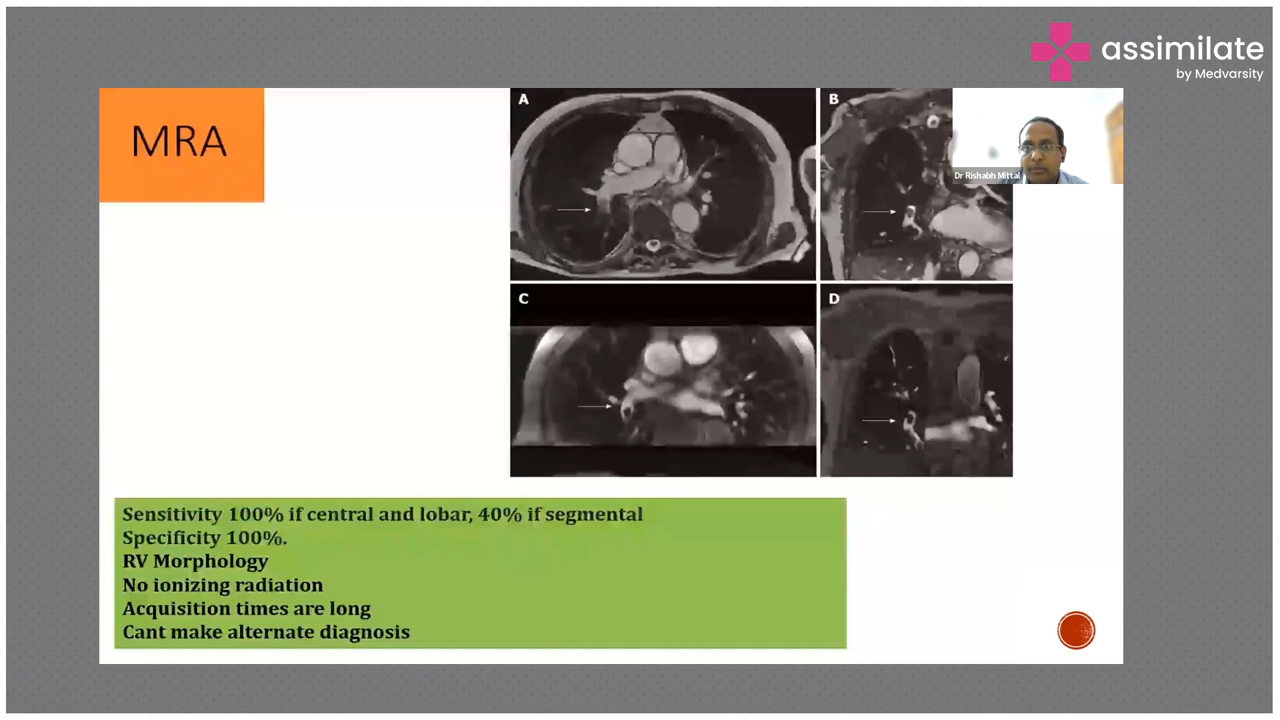 assimilate
by Medvarsity
MRA
A
B
Dr Rishabh Mittal
C
D
Sensitivity 100% if central and lobar, 40% if segmental
Specificity 100%.
RV Morphology
No ionizing radiation
Acquisition times are long
Cant make alternate diagnosis